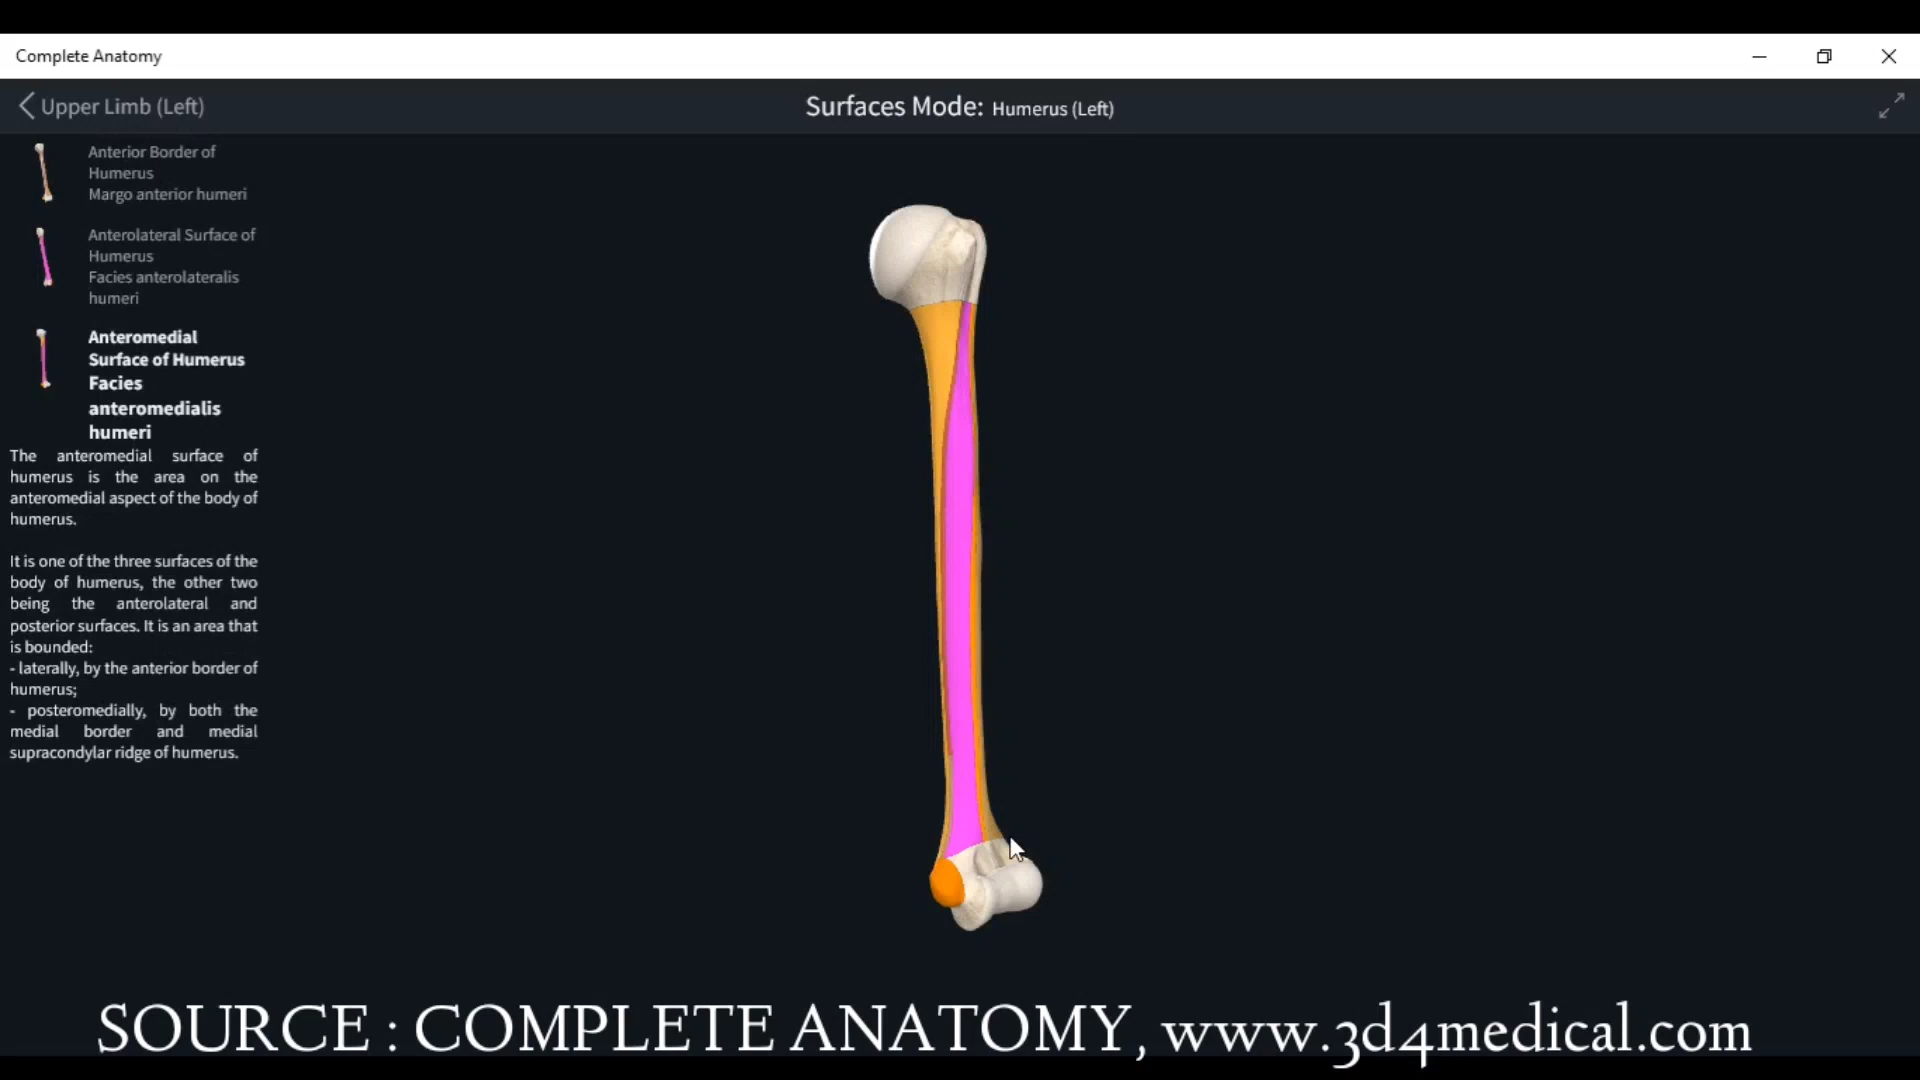 Complete Anatomy
Upper Limb (Left)
Surfaces Mode: Humerus (Left)
Anterior Border of
Humerus
Margo anterior humeri
Anterolateral Surface of
Humerus
Facies anterolateralis
humeri
Anteromedial
Surface of Humerus
Facies
anteromedialis
humeri
The anteromedial surface of
humerus is the area on the
anteromedial aspect of the body of
humerus.
It is one of the three surfaces of the
body of humerus, the other two
being the anterolateral and
posterior surfaces. It is an area that
is bounded:
- laterally, by the anterior border of
humerus;
- posteromedially, by both the
medial border and medial
supracondylar ridge of humerus.
SOURCE : COMPLETE ANATOMY, www.3d4medical.com